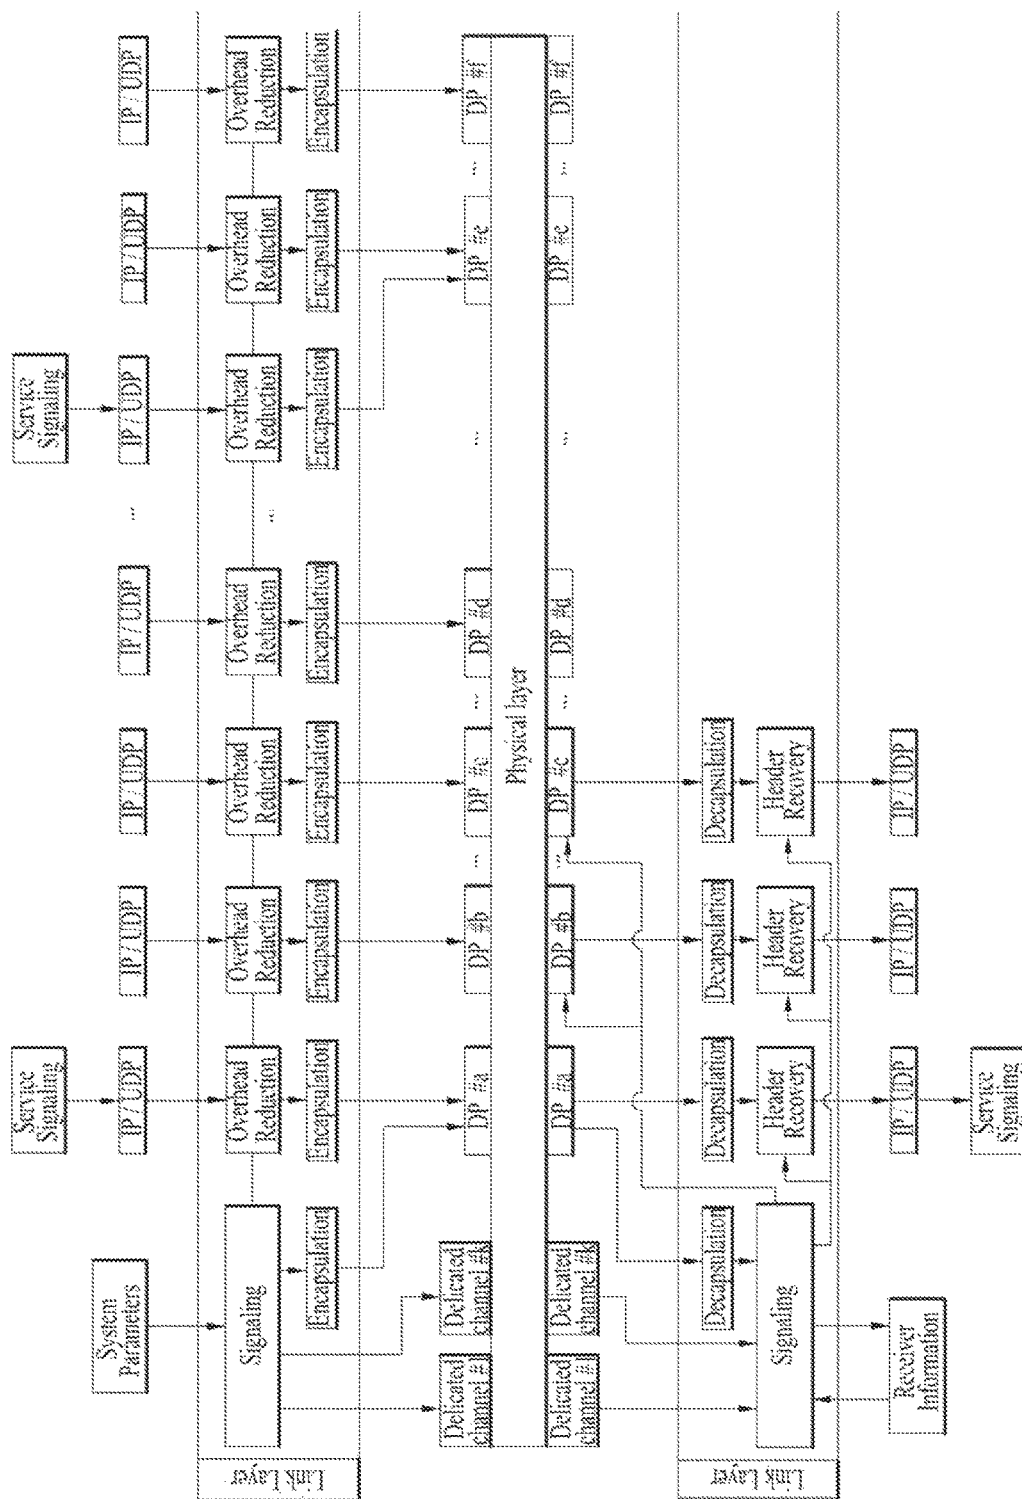 Service
Signaling
Service
Signaling
System
Parameters
IP / UDP
IP / UDP
IP / UDP
IP / UDP
...
IP / UDP
IP / UDP
IP / UDP
Link Layer
Signaling
Overhead
Reduction
Overhead
Reduction
Overhead
Reduction
Overhead
Reduction
...
Overhead
Reduction
Overhead
Reduction
Overhead
Reduction
Encapsulation
Encapsulation
Encapsulation
Encapsulation
Encapsulation
Encapsulation
Encapsulation
Encapsulation
Delicated
channel #1
Delicated
channel #k
DP #a
DP #b
...
DP #c
...
DP #d
...
DP #e
...
DP #f
Physical layer
Delicated
channel #1
Delicated
channel #k
DP #a
DP #b
...
DP #c
...
DP #d
...
DP #e
...
DP #f
Link Layer
Decapsulation
Decapsulation
Decapsulation
Decapsulation
Signaling
Header
Recovery
Header
Recovery
Header
Recovery
Receiver
Information
IP / UDP
IP / UDP
IP / UDP
Service
Signaling